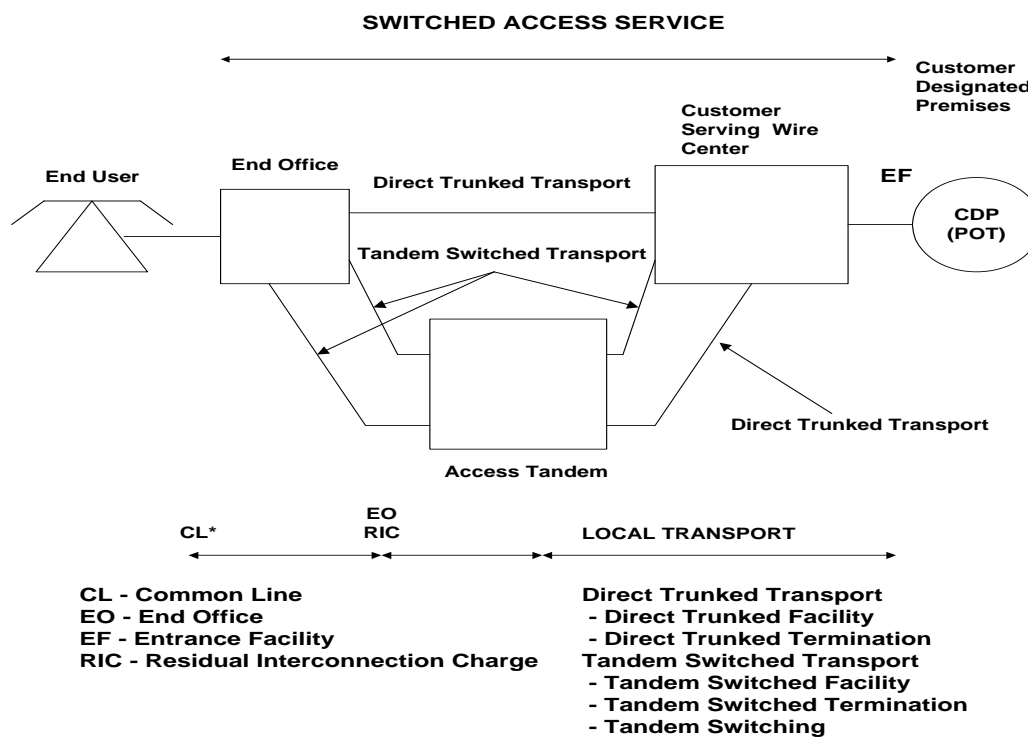 SWITCHED ACCESS SERVICE
Customer
Designated
Premises
Customer
Serving Wire
Center
End Office
End User
Direct Trunked Transport
EF
CDP
(POT)
Tandem Switched Transport
Direct Trunked Transport
Access Tandem
EO
CL*
RIC
LOCAL TRANSPORT
CL - Common Line
EO - End Office
EF - Entrance Facility
RIC - Residual Interconnection Charge
Direct Trunked Transport
- Direct Trunked Facility
- Direct Trunked Termination
Tandem Switched Transport
- Tandem Switched Facility
- Tandem Switched Termination
- Tandem Switching